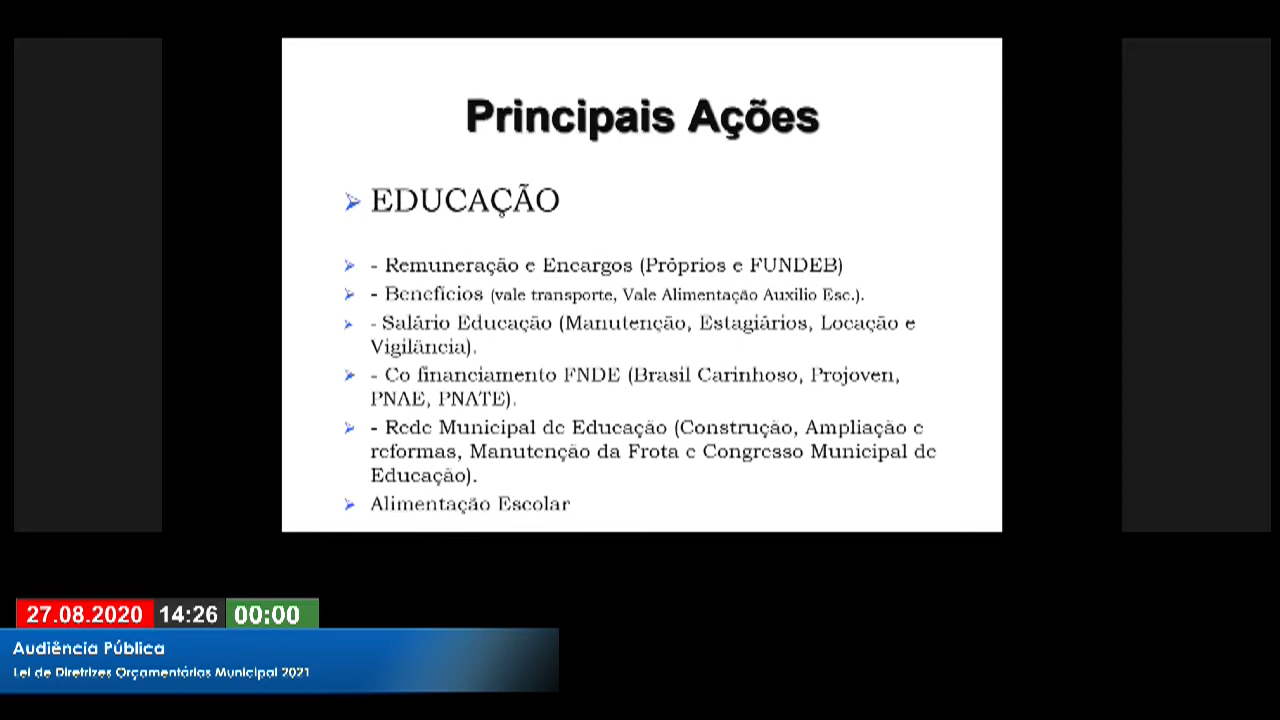 Principais Ações
EDUCAÇÃO
- Remuneração e Encargos (Próprios e FUNDEB)
- Benefícios (vale transporte, Vale Alimentação Auxilio Esc.).
- Salário Educação (Manutenção, Estagiários, Locação e
Vigilância).
- Co financiamento FNDE (Brasil Carinhoso, Projoven,
PNAE, PNATE).
- Rede Municipal de Educação (Construção, Ampliação e
reformas, Manutenção da Frota e Congresso Municipal de
Educação).
Alimentação Escolar
27.08.2020 14:26 00:00
Audiência Pública
Lei de Diretrizes Orçamentárias Municipal 2021